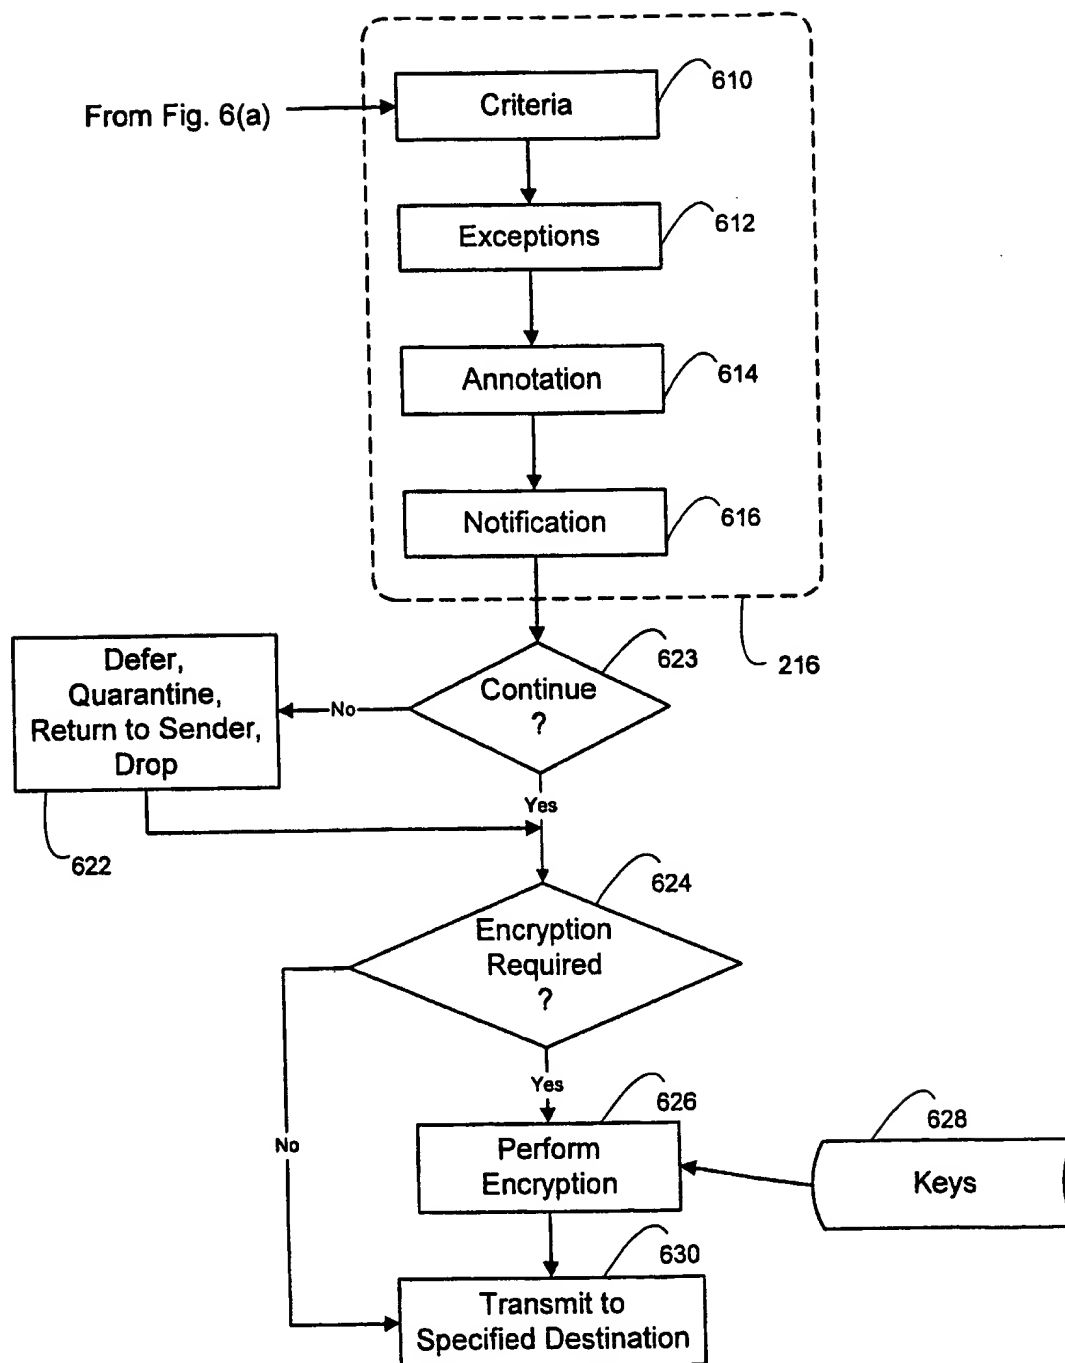 From Fig. 6(a)
Criteria
610
Exceptions
612
Annotation
614
Notification
616
216
Continue
?
623
No
Defer,
Quarantine,
Return to Sender,
Drop
622
Yes
Encryption
Required
?
624
Yes
No
Perform
Encryption
626
Keys
628
Transmit to
Specified Destination
630